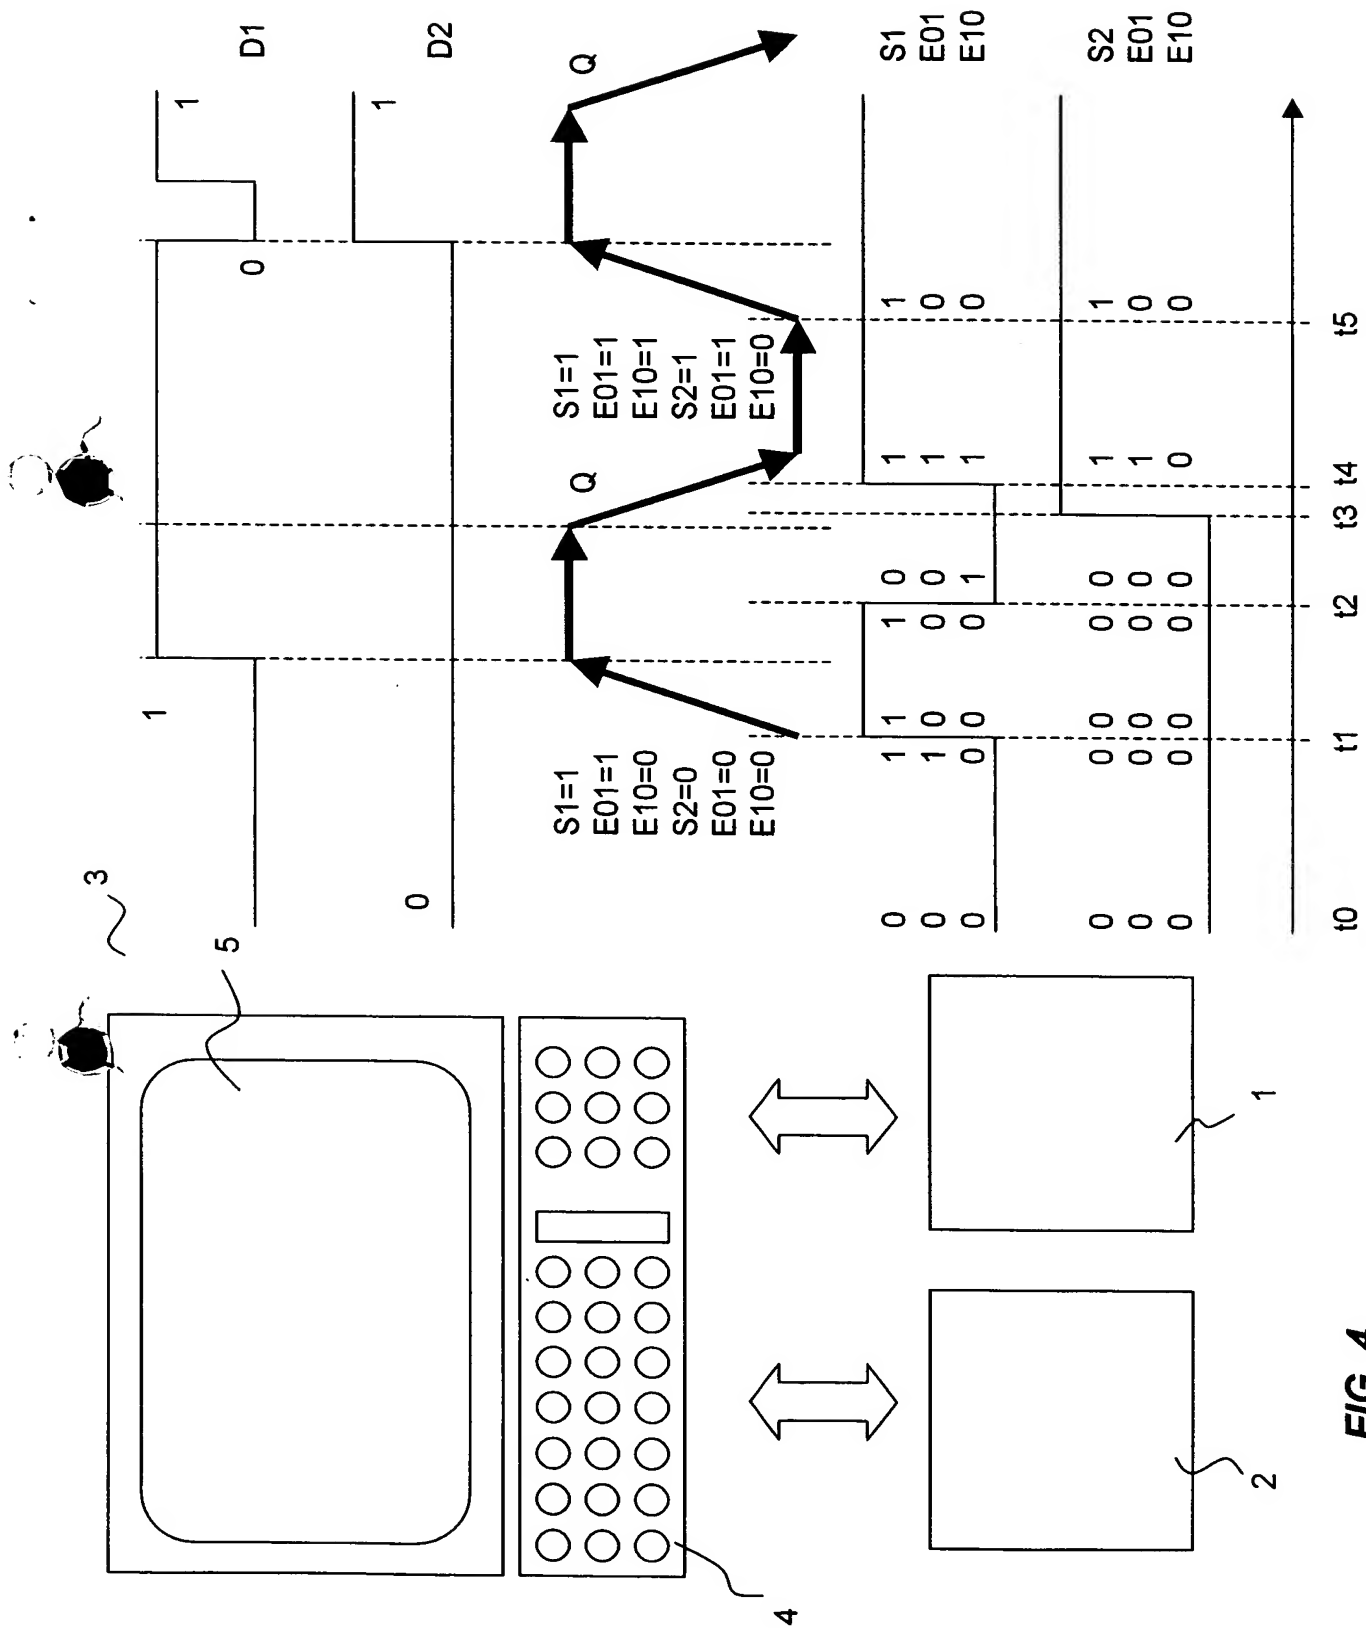 3
1
1
5
0 D1
1
0 D2
S1=1 Q S1=1 Q
E01=1 E01=1
E10=0 E10=1
S2=0 S2=1
E01=0 E01=1
E10=0 E10=0
4
0 1 1 1 0 1 1 S1
0 1 0 0 0 1 0 E01
0 0 0 0 1 1 0 E10
0 0 0 0 0 1 1 S2
0 0 0 0 0 1 0 E01
0 0 0 0 0 0 0 E10
2 1
t0 t1 t2 t3 t4 t5
FIG. 4